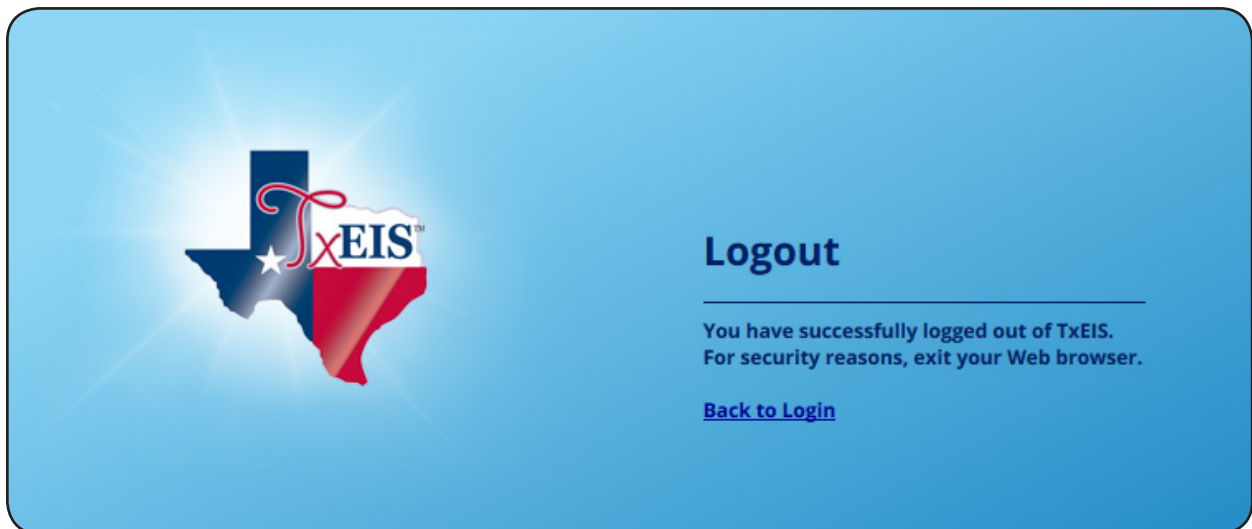 TxEIS™
Logout
You have successfully logged out of TxEIS.
For security reasons, exit your Web browser.
Back to Login